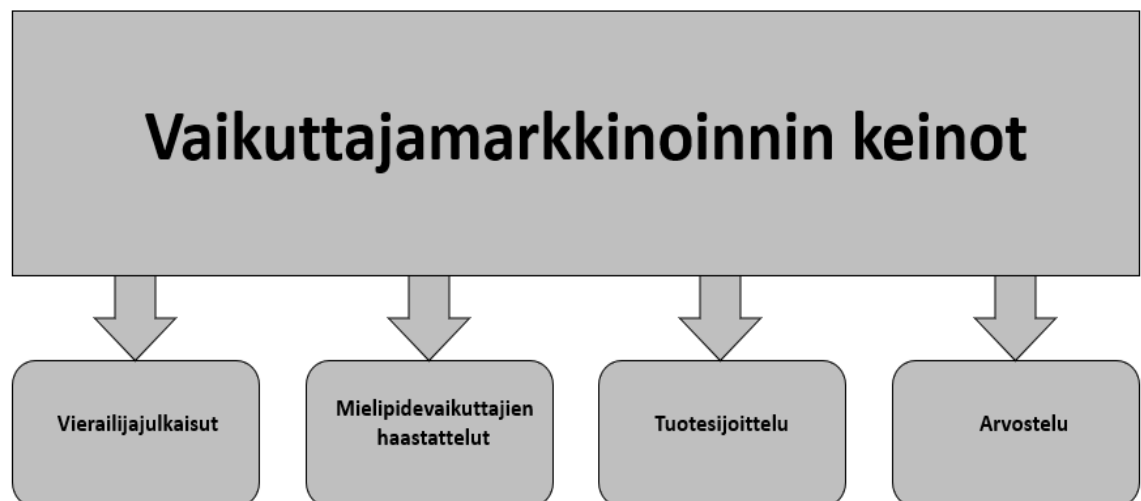 Vaikuttajamarkkinoinnin keinot
Vierailijajulkaisut
Mielipidevaikuttajien
haastattelut
Tuotesijoittelu
Arvostelu